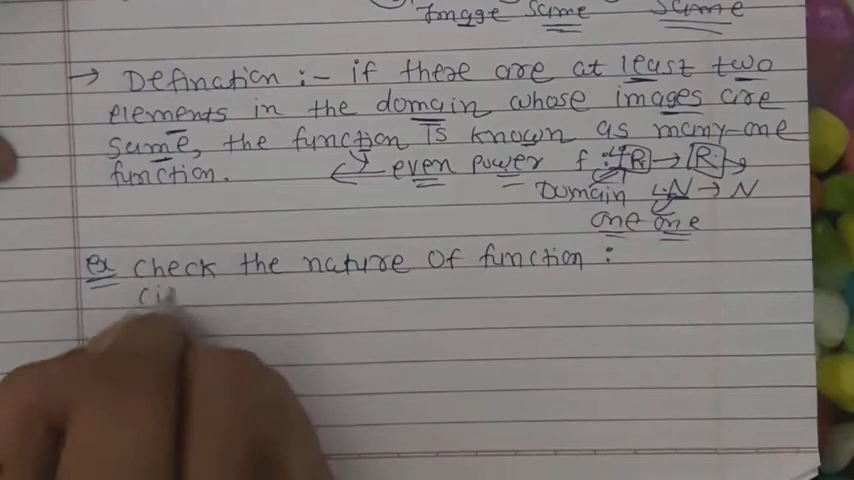 Image same same
→ Defination :- if there are at least two
elements in the domain whose images are
same, the function is known as many-one
function. even power f : R → R
Domain N → N
one one
ex check the nature of function :
(i